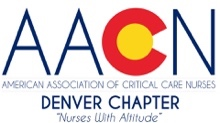 AACN
AMERICAN ASSOCIATION OF CRITICAL CARE NURSES
DENVER CHAPTER
"Nurses With Altitude"